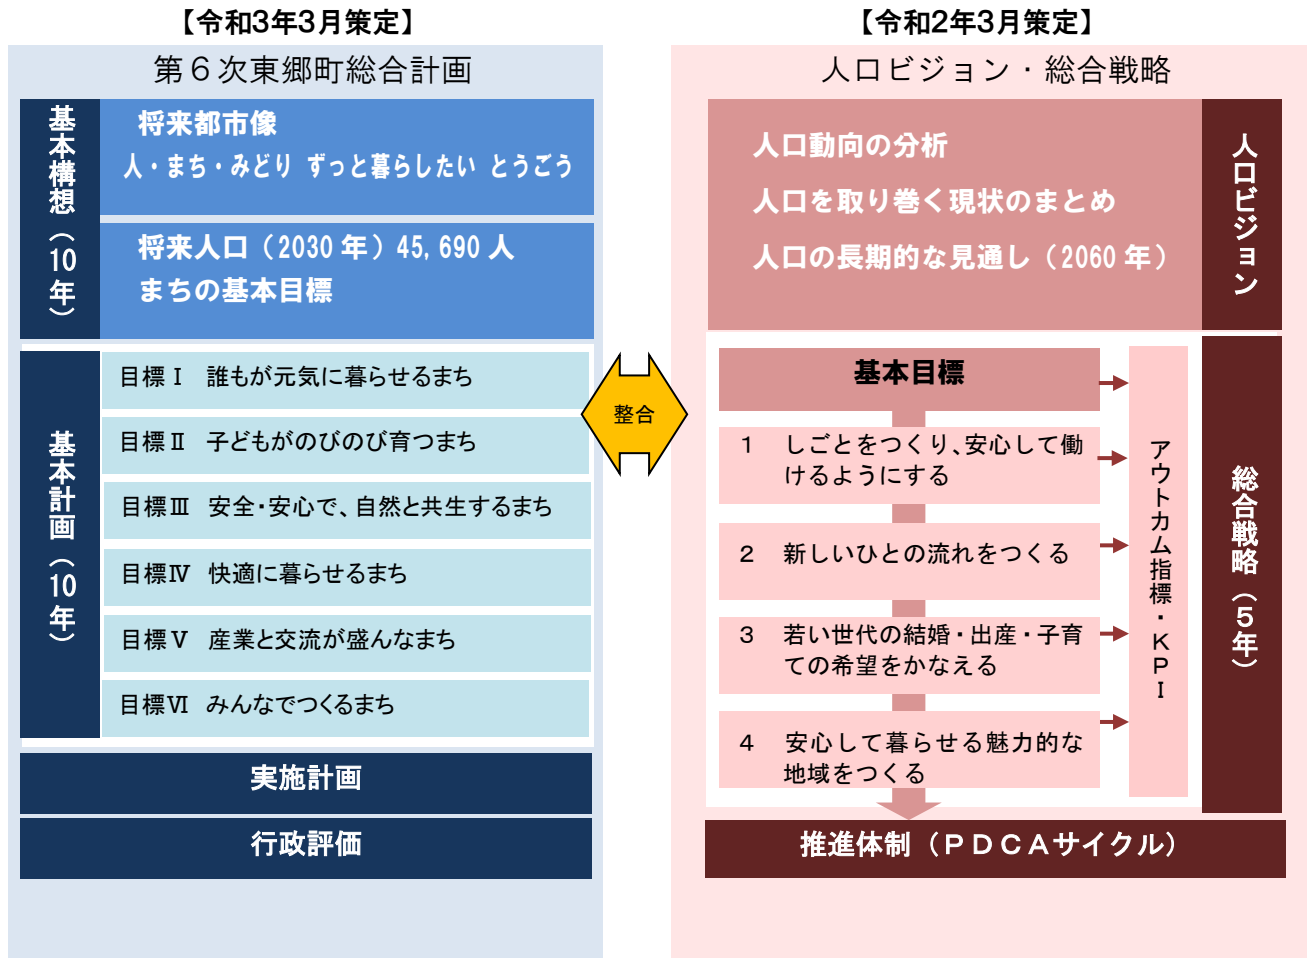 【令和3年3月策定】
第６次東郷町総合計画
基本構想（10年）
将来都市像
人・まち・みどり ずっと暮らしたい とうごう
将来人口（2030 年）45,690 人
まちの基本目標
基本計画（10年）
目標Ⅰ 誰もが元気に暮らせるまち
目標Ⅱ 子どもがのびのび育つまち
目標Ⅲ 安全・安心で、自然と共生するまち
目標Ⅳ 快適に暮らせるまち
目標Ⅴ 産業と交流が盛んなまち
目標Ⅵ みんなでつくるまち
実施計画
行政評価
整合
【令和2年3月策定】
人口ビジョン・総合戦略
人口動向の分析
人口を取り巻く現状のまとめ
人口の長期的な見通し（2060 年）
人口ビジョン
基本目標
１ しごとをつくり、安心して働
けるようにする
２ 新しいひとの流れをつくる
３ 若い世代の結婚・出産・子育
ての希望をかなえる
４ 安心して暮らせる魅力的な
地域をつくる
アウトカム指標・ＫＰＩ
総合戦略（５年）
推進体制（ＰＤＣＡサイクル）